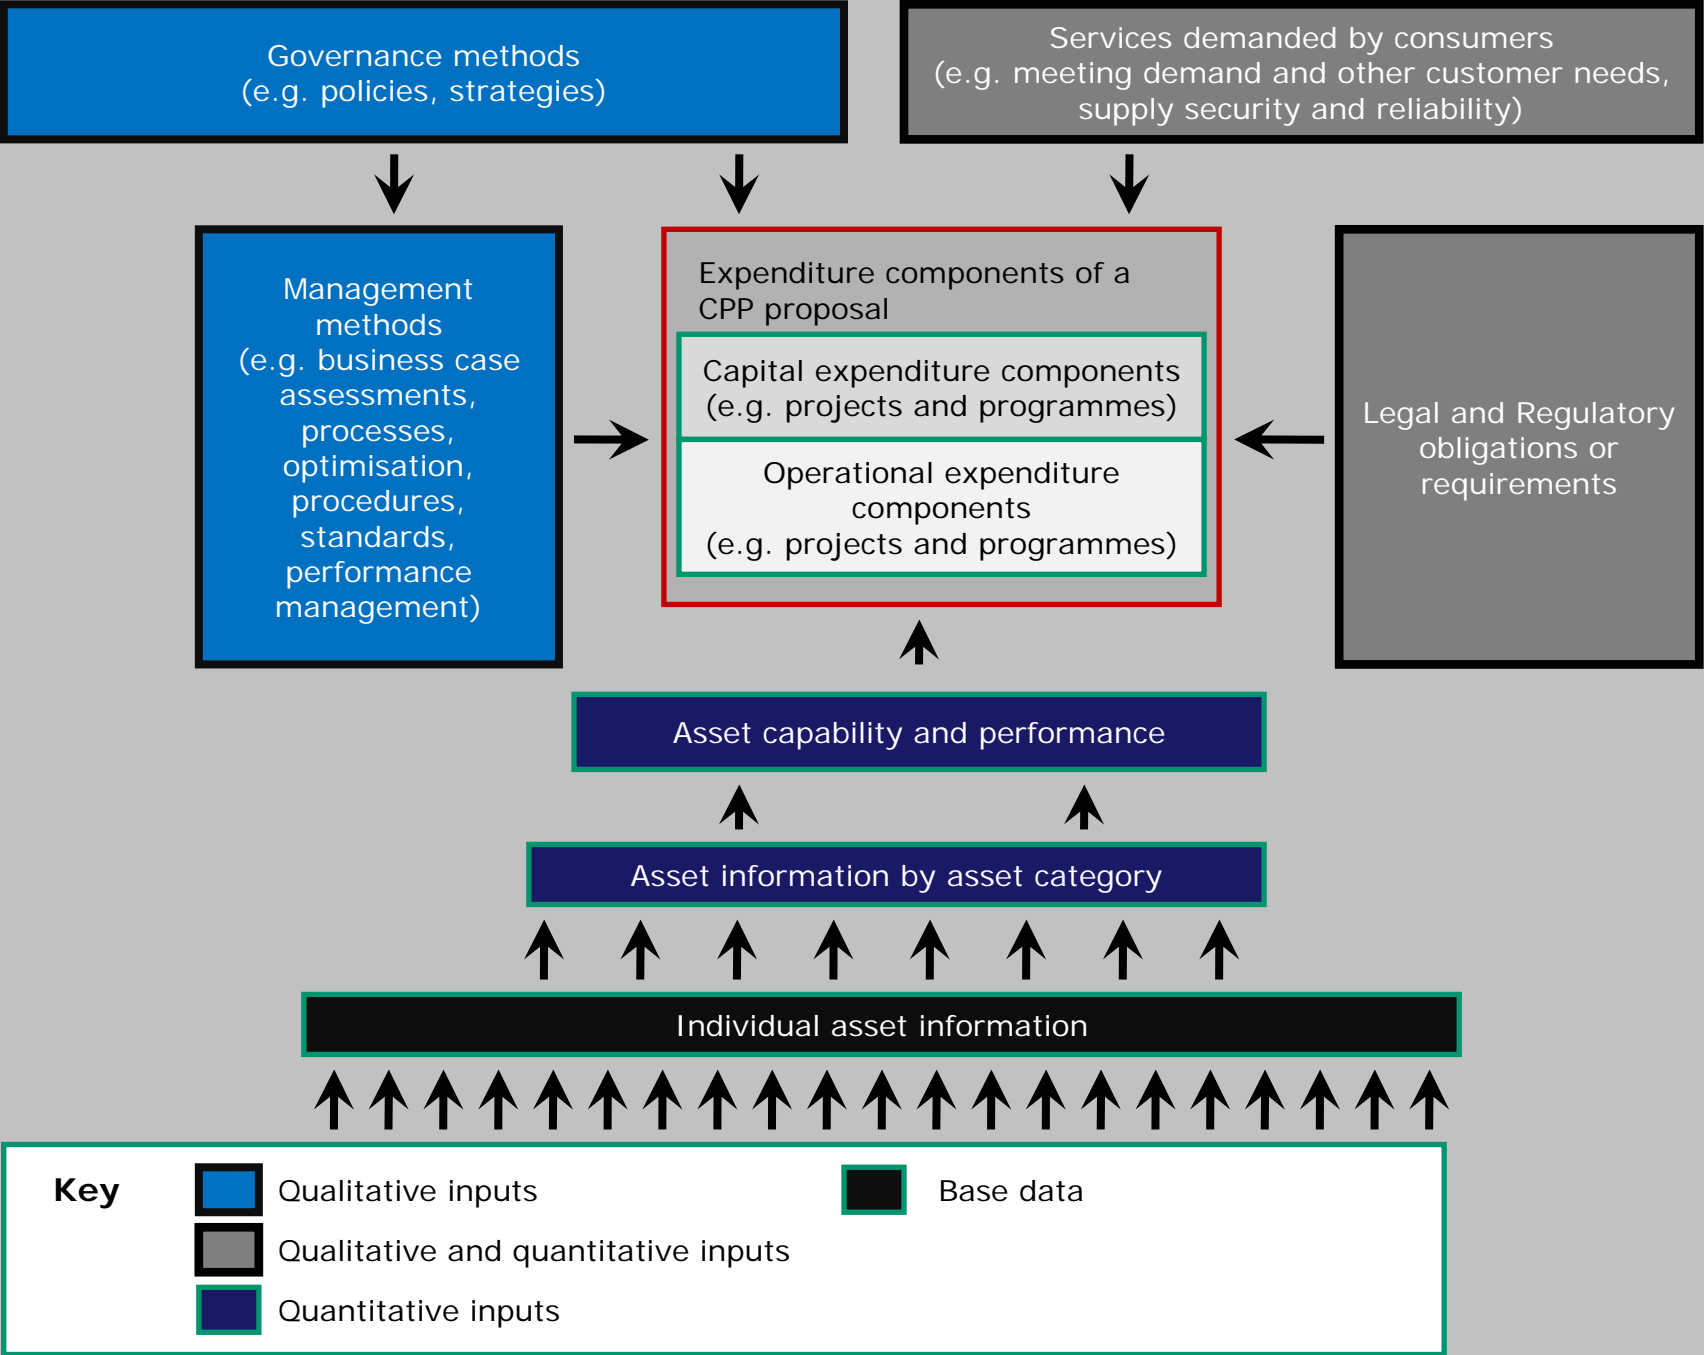 Governance methods
(e.g. policies, strategies)
Services demanded by consumers
(e.g. meeting demand and other customer needs,
supply security and reliability)
Management
methods
(e.g. business case
assessments,
processes,
optimisation,
procedures,
standards,
performance
management)
Expenditure components of a
CPP proposal
Capital expenditure components
(e.g. projects and programmes)
Operational expenditure
components
(e.g. projects and programmes)
Legal and Regulatory
obligations or
requirements
Asset capability and performance
Asset information by asset category
Individual asset information
Key
Qualitative inputs
Base data
Qualitative and quantitative inputs
Quantitative inputs